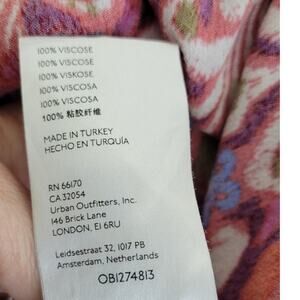 100% VISCOSE
100% VISCOSE
100% VISKOSE
100% VISCOSA
100% VISCOSA
100% 粘胶纤维
MADE IN TURKEY
HECHO EN TURQUÍA
RN 66170
CA 32054
Urban Outfitters, Inc.
146 Brick Lane
LONDON, E1 6RU
Leidsestraat 32, 1017 PB
Amsterdam, Netherlands
OB1274813